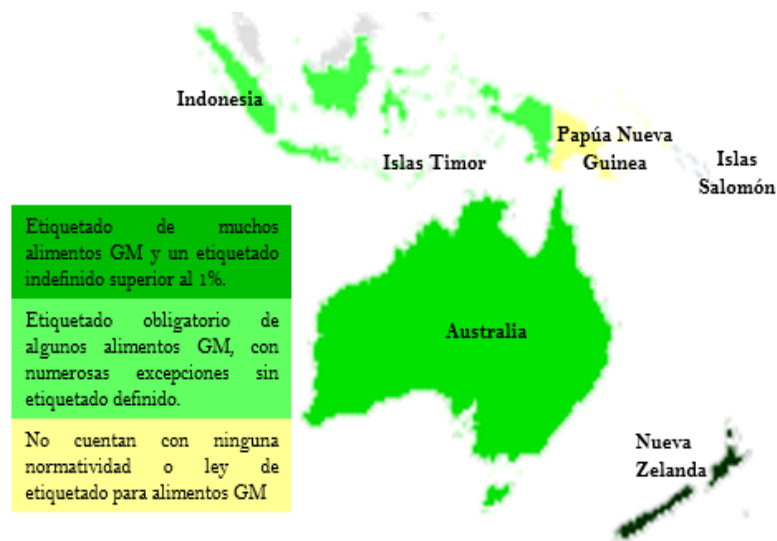 Indonesia
Islas Timor
Papúa Nueva
Guinea
Islas
Salomón
Etiquetado de muchos
alimentos GM y un etiquetado
indefinido superior al 1%.
Etiquetado obligatorio de
algunos alimentos GM, con
numerosas excepciones sin
etiquetado definido.
No cuentan con ninguna
normatividad o ley de
etiquetado para alimentos GM
Australia
Nueva
Zelanda